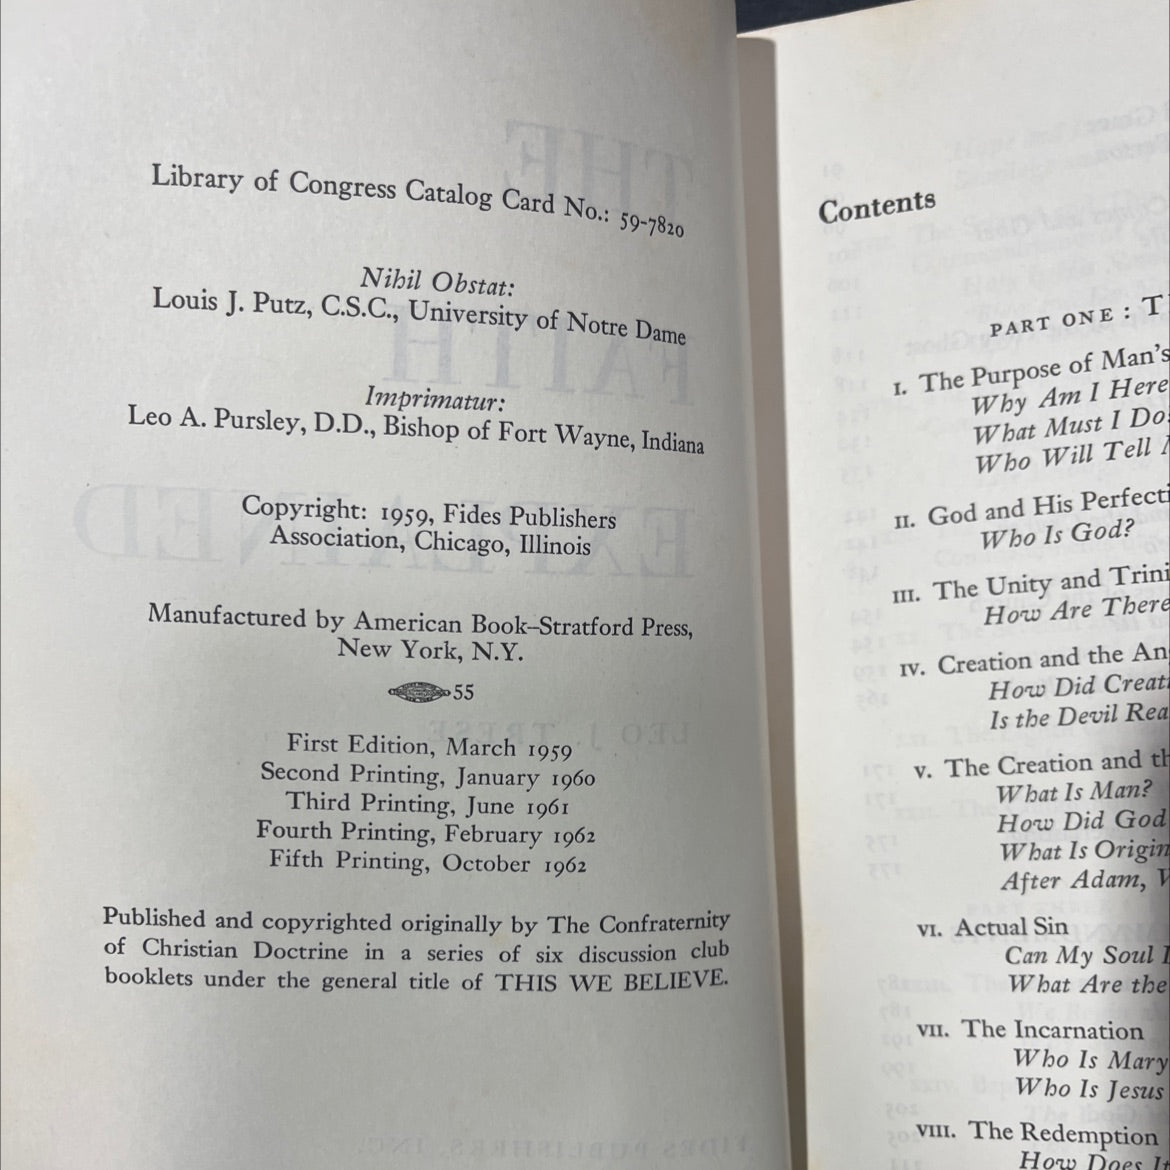 Library of Congress Catalog Card No.: 59-7820
Nihil Obstat:
Louis J. Putz, C.S.C., University of Notre Dame
Imprimatur:
Leo A. Pursley, D.D., Bishop of Fort Wayne, Indiana
Copyright: 1959, Fides Publishers
Association, Chicago, Illinois
Manufactured by American Book–Stratford Press,
New York, N.Y.
55
First Edition, March 1959
Second Printing, January 1960
Third Printing, June 1961
Fourth Printing, February 1962
Fifth Printing, October 1962
Published and copyrighted originally by The Confraternity
of Christian Doctrine in a series of six discussion club
booklets under the general title of THIS WE BELIEVE.
Contents
PART ONE: T
I. The Purpose of Man's
Why Am I Here
What Must I Do
Who Will Tell
II. God and His Perfecti
Who Is God?
III. The Unity and Trini
How Are There
IV. Creation and the An
How Did Creati
Is the Devil Rea
V. The Creation and th
What Is Man?
How Did God
What Is Origin
After Adam,
VI. Actual Sin
Can My Soul
What Are the
VII. The Incarnation
Who Is Mary
Who Is Jesus
VIII. The Redemption
How Does It